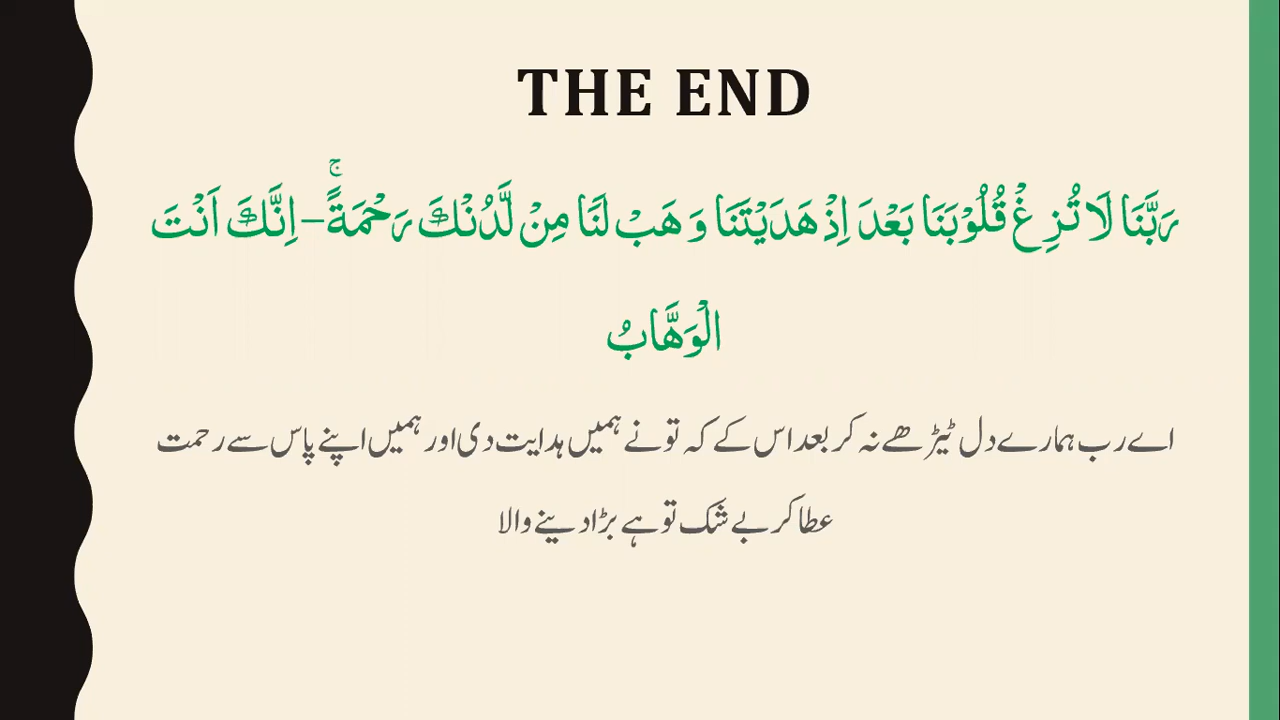 THE END
رَبَّنَا لَا تُزِغْ قُلُوْبَنَا بَعْدَ اِذْ هَدَیْتَنَا وَ هَبْ لَنَا مِنْ لَّدُنْكَ رَحْمَةًۚ–اِنَّكَ اَنْتَ
الْوَهَّابُ
اے رب ہمارے دل ٹیڑھے نہ کر بعد اس کے کہ تو نے ہمیں ہدایت دی اور ہمیں اپنے پاس سے رحمت
عطا کر بے شک تو ہے بڑا دینے والا